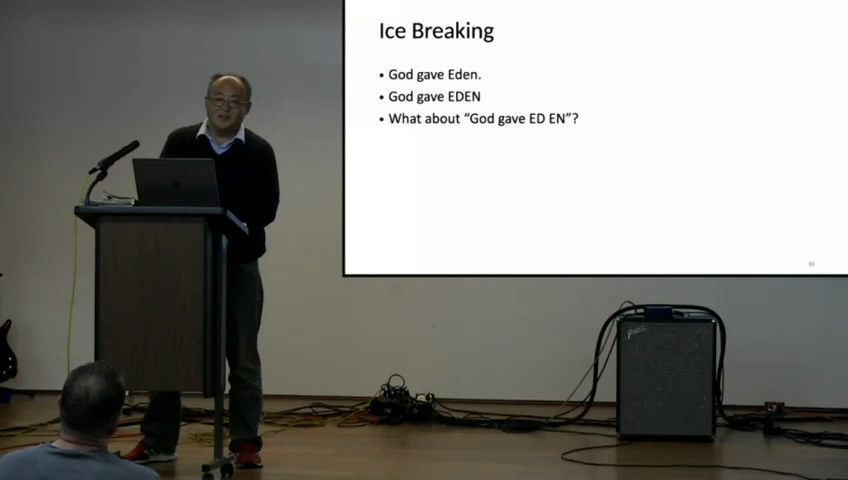 Ice Breaking
• God gave Eden.
• God gave EDEN
• What about “God gave ED EN”?